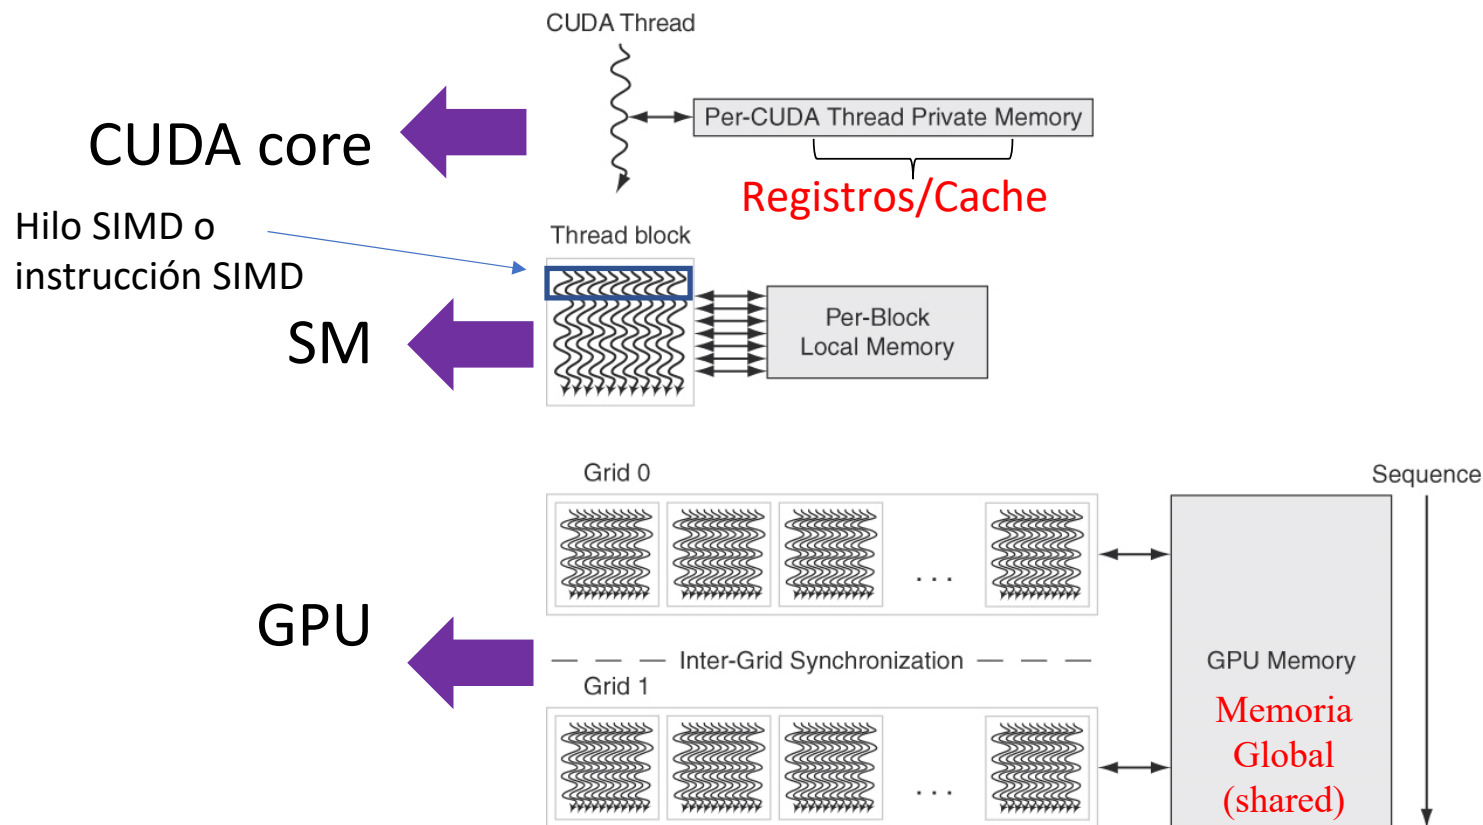 CUDA Thread
CUDA core
Per-CUDA Thread Private Memory
Registros/Cache
Hilo SIMD o
instrucción SIMD
Thread block
SM
Per-Block
Local Memory
Grid 0
Sequence
. . .
GPU
Inter-Grid Synchronization
GPU Memory
Grid 1
Memoria
Global
(shared)
. . .